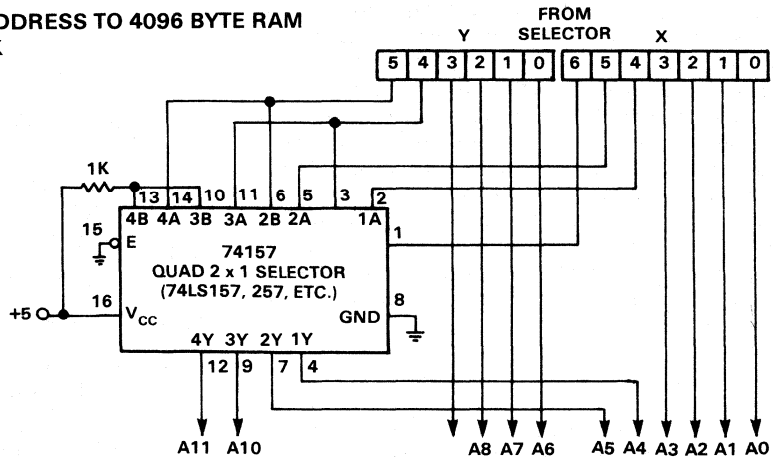 DDRESS TO 4096 BYTE RAM
FROM
Y SELECTOR X
5 4 3 2 1 0 6 5 4 3 2 1 0
1K
13 14 10 11 6 5 3 2
4B 4A 3B 3A 2B 2A 1A
15 E 1
74157
QUAD 2 x 1 SELECTOR
(74LS157, 257, ETC.)
+5 16 VCC GND 8
4Y 3Y 2Y 1Y
12 9 7 4
A11 A10 A8 A7 A6 A5 A4 A3 A2 A1 A0